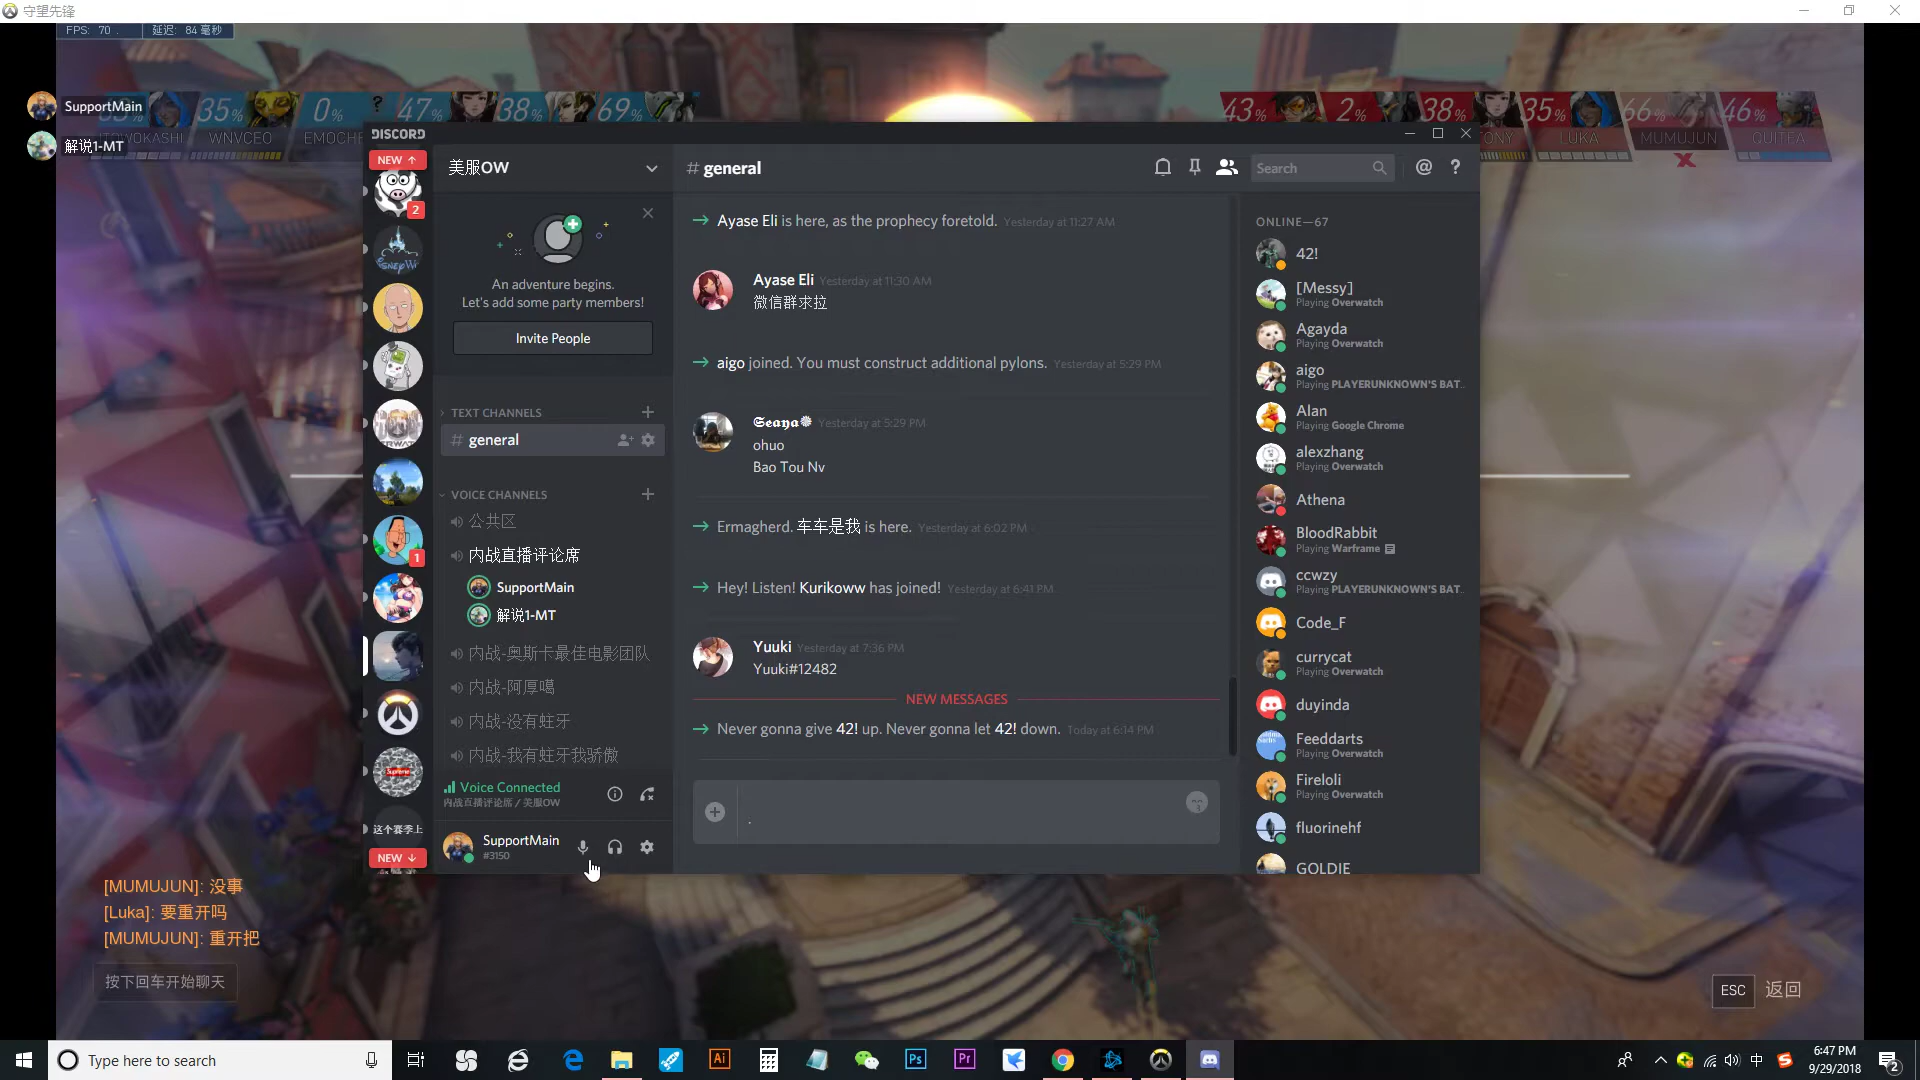 守望先锋
FPS: 70 .
延迟: 84 毫秒
SupportMain
解说1-MT
35%
0%
47%
38%
69%
43%
2%
38%
35%
66%
46%
WNVCEO
LUKA
MUMUJUN
DISCORD
NEW ↑
2
1
Supreme
这个赛季上
NEW ↓
美服OW
An adventure begins.
Let's add some party members!
Invite People
TEXT CHANNELS
# general
VOICE CHANNELS
公共区
内战直播评论席
SupportMain
解说1-MT
内战-奥斯卡最佳电影团队
内战-阿厚噶
内战-没有蛀牙
内战-我有蛀牙我骄傲
Voice Connected
内战直播评论席 / 美服OW
SupportMain
#3150
# general
Search
@
?
Ayase Eli is here, as the prophecy foretold. Yesterday at 11:27 AM
Ayase Eli Yesterday at 11:30 AM
微信群求拉
aigo joined. You must construct additional pylons. Yesterday at 5:29 PM
𝕾𝖊𝖆𝖓𝖆 Yesterday at 5:29 PM
ohuo
Bao Tou Nv
Ermagherd. 车车是我 is here. Yesterday at 6:02 PM
Hey! Listen! Kurikoww has joined! Yesterday at 6:41 PM
Yuuki Yesterday at 7:36 PM
Yuuki#12482
NEW MESSAGES
Never gonna give 42! up. Never gonna let 42! down. Today at 6:14 PM
.
ONLINE—67
42!
[Messy]
Playing Overwatch
Agayda
Playing Overwatch
aigo
Playing PLAYERUNKNOWN'S BAT...
Alan
Playing Google Chrome
alexzhang
Playing Overwatch
Athena
BloodRabbit
Playing Warframe
ccwzy
Playing PLAYERUNKNOWN'S BAT...
Code_F
currycat
Playing Overwatch
duyinda
Feeddarts
Playing Overwatch
Fireloli
Playing Overwatch
fluorinehf
GOLDIE
[MUMUJUN]: 没事
[Luka]: 要重开吗
[MUMUJUN]: 重开把
按下回车开始聊天
ESC 返回
Type here to search
Ai
Ps
Pr
中
6:47 PM
9/29/2018
2